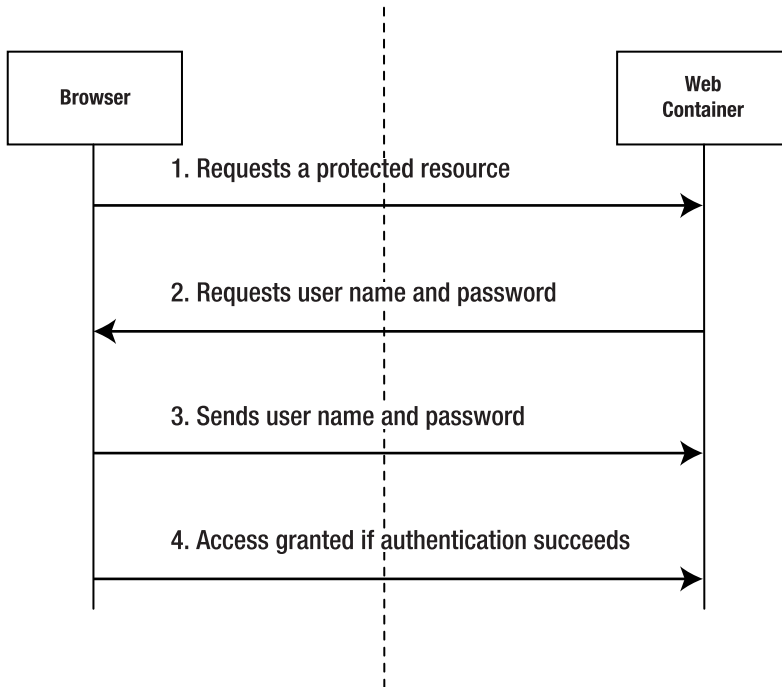 Browser
Web
Container
1. Requests a protected resource
2. Requests user name and password
3. Sends user name and password
4. Access granted if authentication succeeds